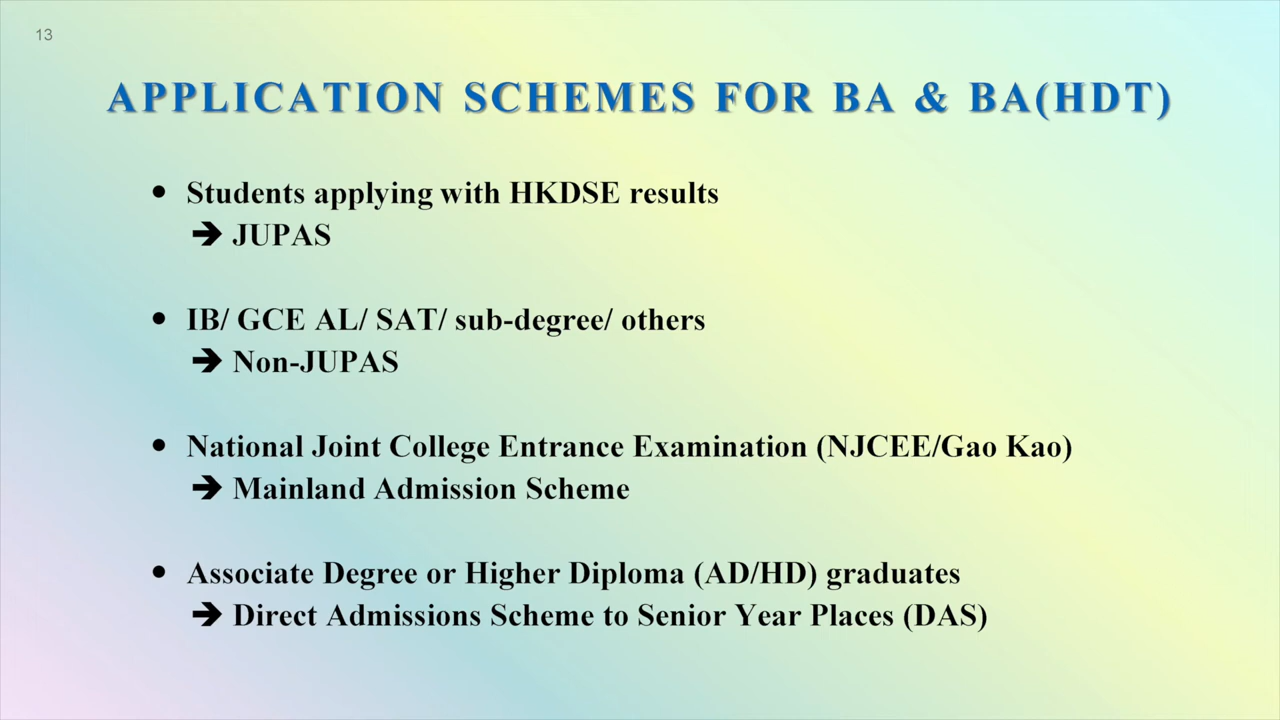 13
APPLICATION SCHEMES FOR BA & BA(HDT)
• Students applying with HKDSE results
➔ JUPAS
• IB/ GCE AL/ SAT/ sub-degree/ others
➔ Non-JUPAS
• National Joint College Entrance Examination (NJCEE/Gao Kao)
➔ Mainland Admission Scheme
• Associate Degree or Higher Diploma (AD/HD) graduates
➔ Direct Admissions Scheme to Senior Year Places (DAS)